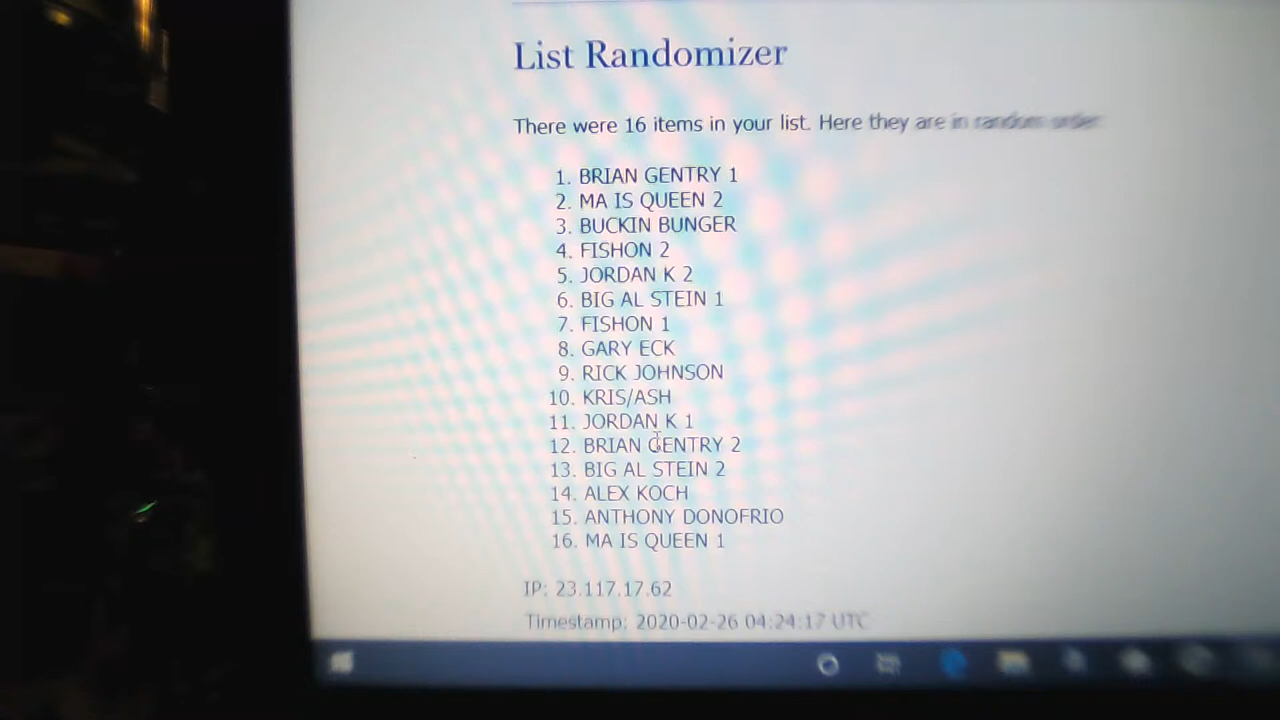 List Randomizer
There were 16 items in your list. Here they are in random order:
1. BRIAN GENTRY 1
2. MA IS QUEEN 2
3. BUCKIN BUNGER
4. FISHON 2
5. JORDAN K 2
6. BIG AL STEIN 1
7. FISHON 1
8. GARY ECK
9. RICK JOHNSON
10. KRIS/ASH
11. JORDAN K 1
12. BRIAN GENTRY 2
13. BIG AL STEIN 2
14. ALEX KOCH
15. ANTHONY DONOFRIO
16. MA IS QUEEN 1
IP: 23.117.17.62
Timestamp: 2020-02-26 04:24:17 UTC